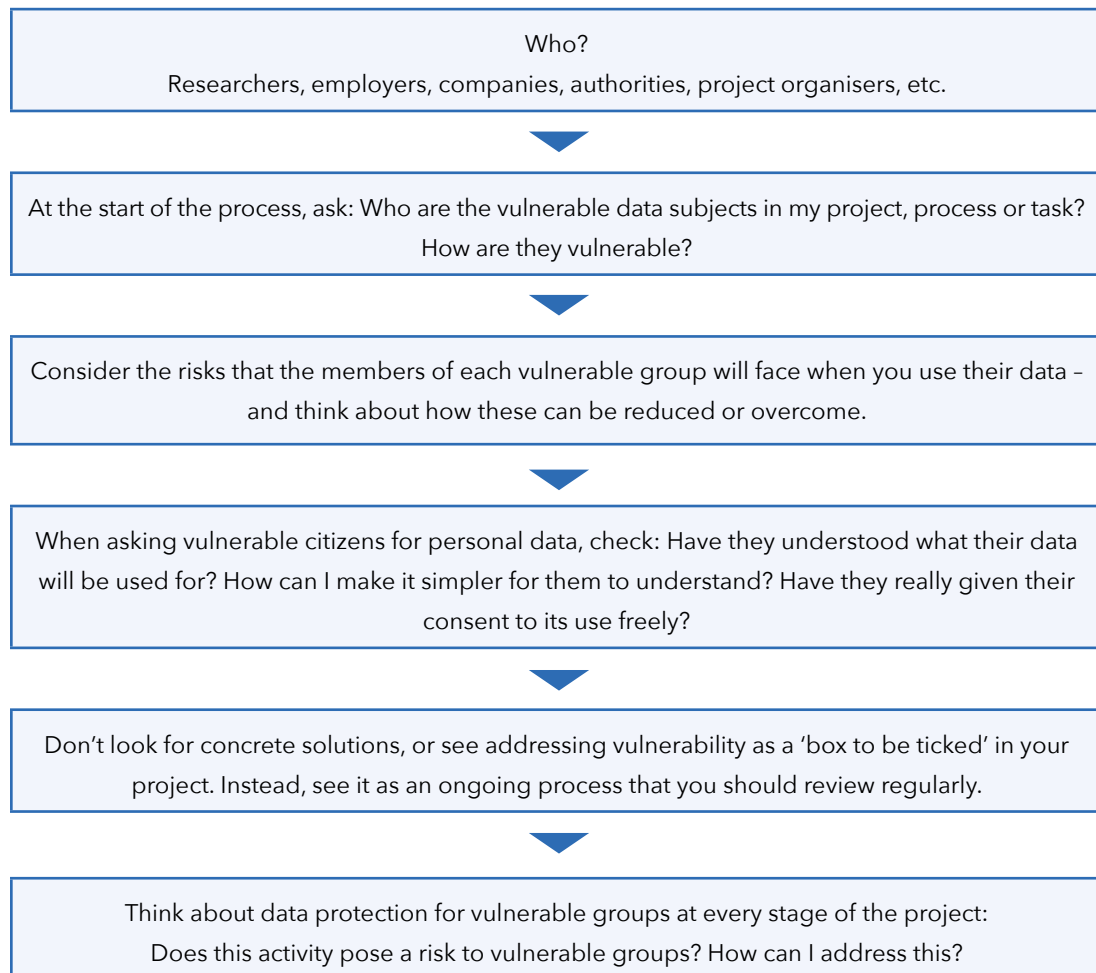 Who?
Researchers, employers, companies, authorities, project organisers, etc.
At the start of the process, ask: Who are the vulnerable data subjects in my project, process or task?
How are they vulnerable?
Consider the risks that the members of each vulnerable group will face when you use their data –
and think about how these can be reduced or overcome.
When asking vulnerable citizens for personal data, check: Have they understood what their data
will be used for? How can I make it simpler for them to understand? Have they really given their
consent to its use freely?
Don’t look for concrete solutions, or see addressing vulnerability as a ‘box to be ticked’ in your
project. Instead, see it as an ongoing process that you should review regularly.
Think about data protection for vulnerable groups at every stage of the project:
Does this activity pose a risk to vulnerable groups? How can I address this?